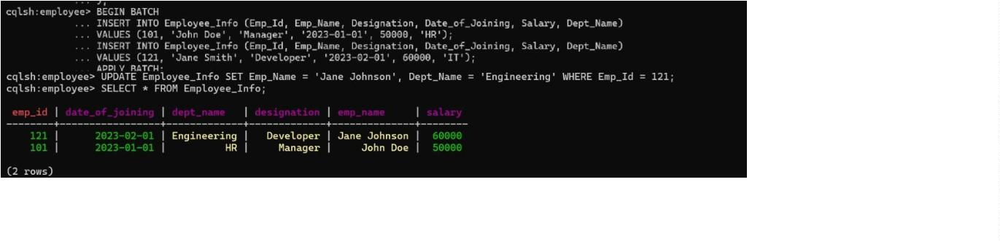 ... );
cqlsh:employee> BEGIN BATCH
... INSERT INTO Employee_Info (Emp_Id, Emp_Name, Designation, Date_of_Joining, Salary, Dept_Name)
... VALUES (101, 'John Doe', 'Manager', '2023-01-01', 50000, 'HR');
... INSERT INTO Employee_Info (Emp_Id, Emp_Name, Designation, Date_of_Joining, Salary, Dept_Name)
... VALUES (121, 'Jane Smith', 'Developer', '2023-02-01', 60000, 'IT');
... APPLY BATCH;
cqlsh:employee> UPDATE Employee_Info SET Emp_Name = 'Jane Johnson', Dept_Name = 'Engineering' WHERE Emp_Id = 121;
cqlsh:employee> SELECT * FROM Employee_Info;
emp_id | date_of_joining | dept_name | designation | emp_name | salary
--------+-----------------+-------------+-------------+--------------+--------
121 | 2023-02-01 | Engineering | Developer | Jane Johnson | 60000
101 | 2023-01-01 | HR | Manager | John Doe | 50000
(2 rows)